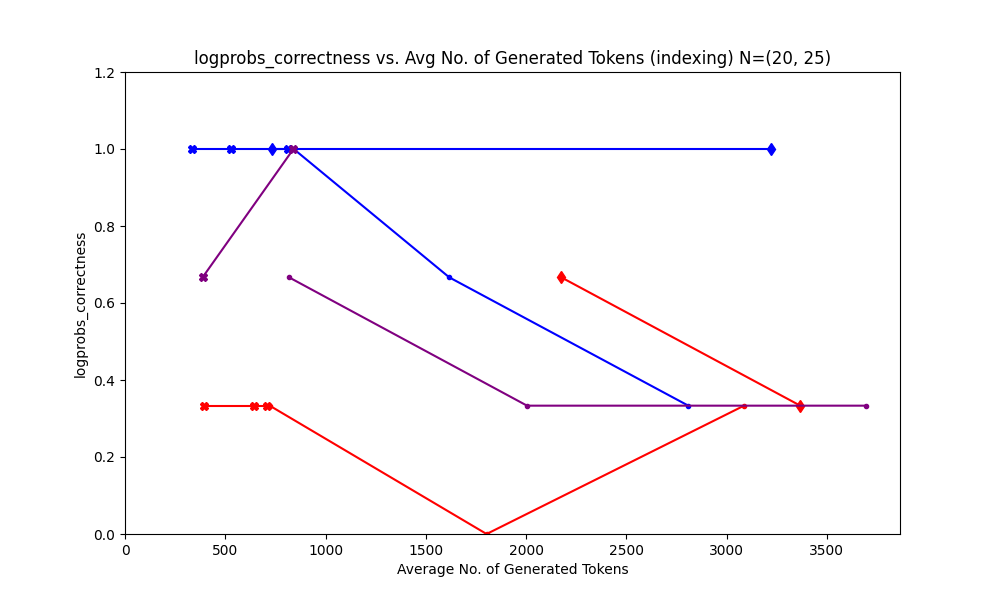 logprobs_correctness vs. Avg No. of Generated Tokens (indexing) N=(20, 25)
logprobs_correctness
1.2
1.0
0.8
0.6
0.4
0.2
0.0
0 500 1000 1500 2000 2500 3000 3500
Average No. of Generated Tokens